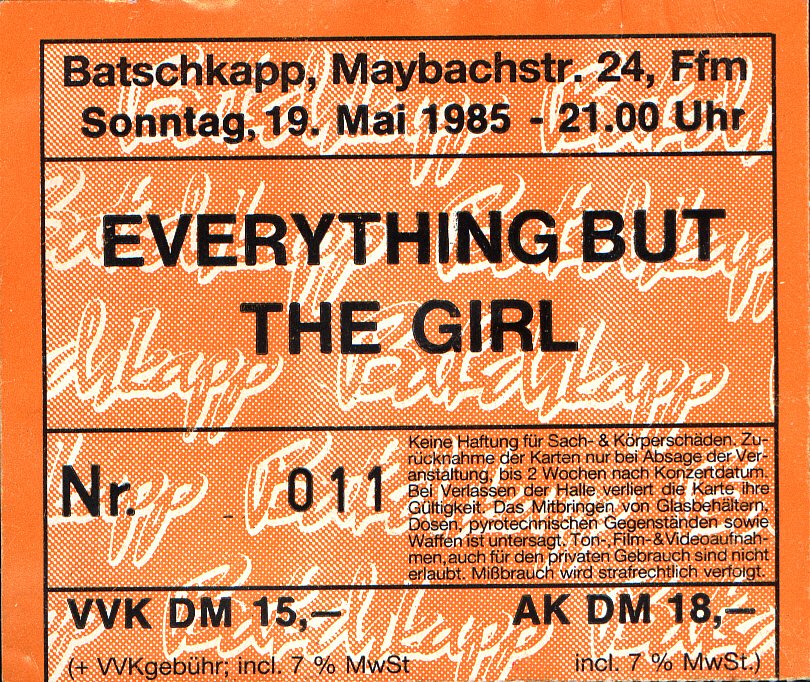 Batschkapp, Maybachstr. 24, Ffm
Sonntag, 19. Mai 1985 - 21.00 Uhr
EVERYTHING BUT
THE GIRL
Nr. 011
Keine Haftung für Sach- & Körperschäden. Zu-
rücknahme der Karten nur bei Absage der Ver-
anstaltung, bis 2 Wochen nach Konzertdatum.
Bei Verlassen der Halle verliert die Karte ihre
Gültigkeit. Das Mitbringen von Glasbehältern,
Dosen, pyrotechnischen Gegenständen sowie
Waffen ist untersagt. Ton-, Film- & Videoaufnah-
men, auch für den privaten Gebrauch sind nicht
erlaubt. Mißbrauch wird strafrechtlich verfolgt.
VVK DM 15,— AK DM 18,—
(+ VVKgebühr; incl. 7 % MwSt incl. 7 % MwSt.)